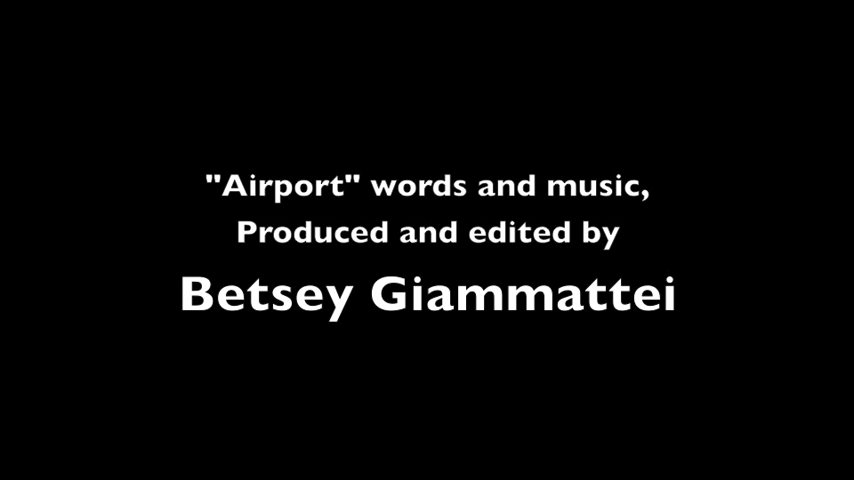 "Airport" words and music,
Produced and edited by
Betsey Giammattei